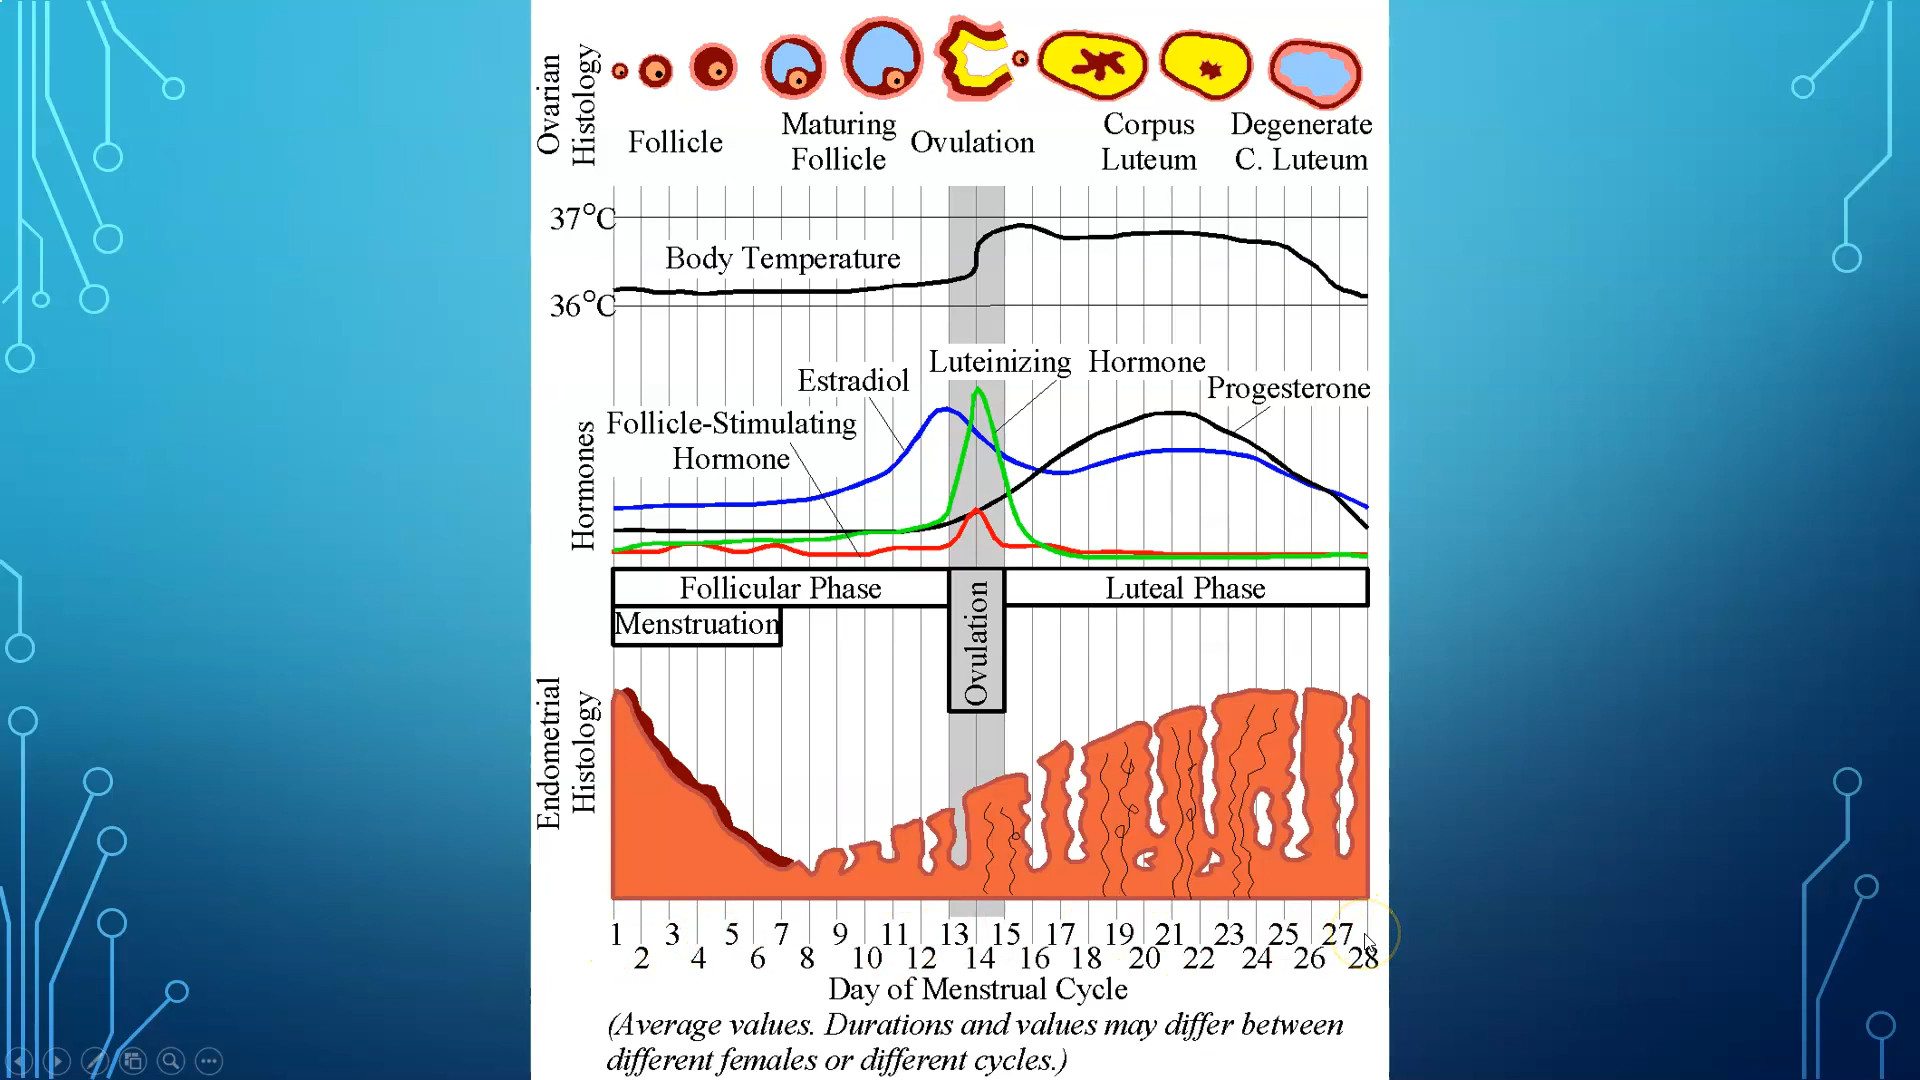 Ovarian
Histology
Follicle
Maturing
Follicle
Ovulation
Corpus
Luteum
Degenerate
C. Luteum
37°C
Body Temperature
36°C
Hormones
Luteinizing Hormone
Estradiol
Progesterone
Follicle-Stimulating
Hormone
Follicular Phase
Ovulation
Luteal Phase
Menstruation
Endometrial
Histology
1 3 5 7 9 11 13 15 17 19 21 23 25 27
2 4 6 8 10 12 14 16 18 20 22 24 26 28
Day of Menstrual Cycle
(Average values. Durations and values may differ between
different females or different cycles.)